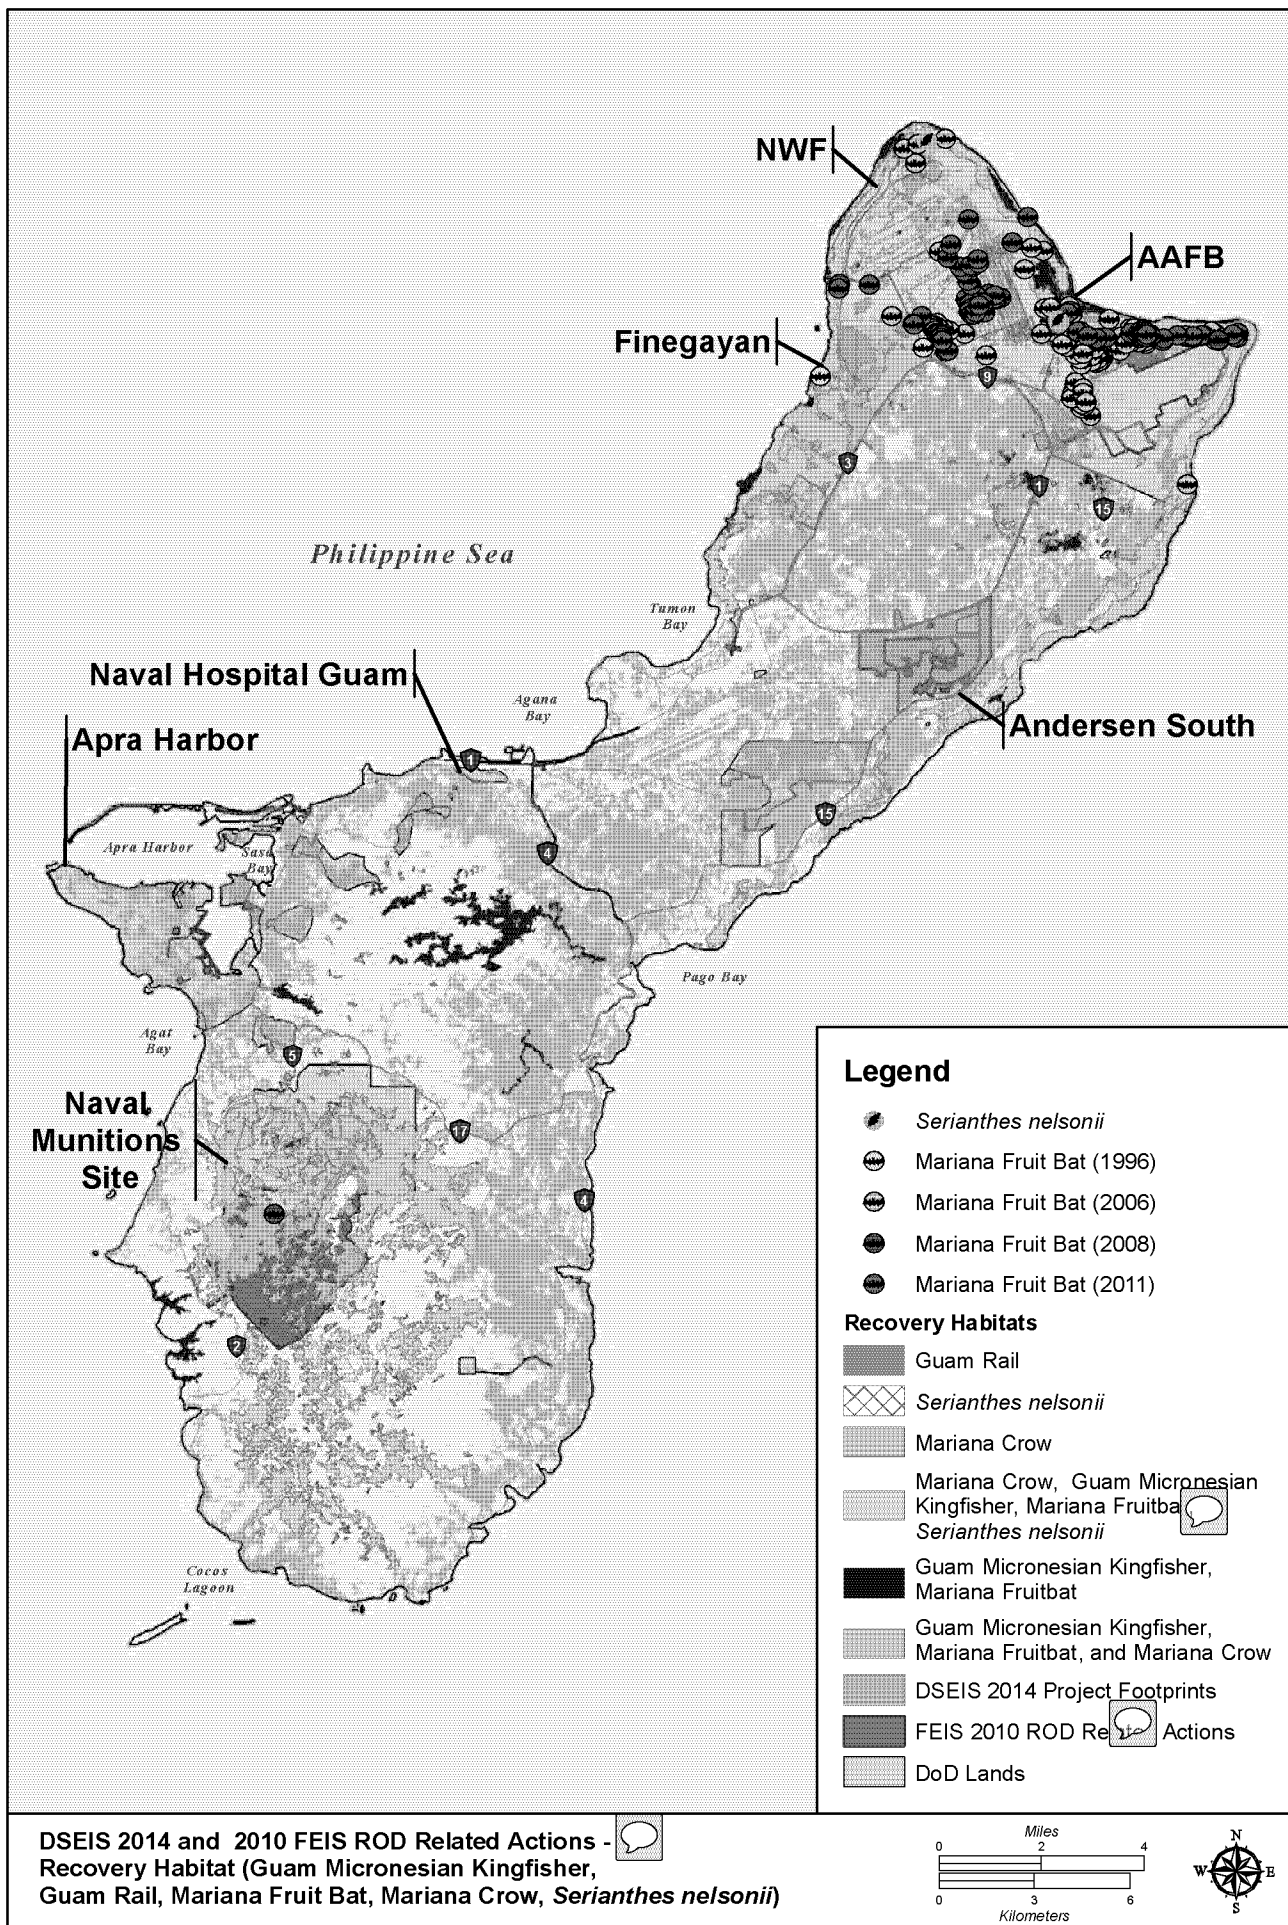 NWF
AAFB
Finegayan
9
3
1
15
Philippine Sea
Tumon
Bay
Naval Hospital Guam
Agana
Bay
Andersen South
Apra Harbor
1
15
Apra Harbor
Sasa
Bay
4
Pago Bay
Agat
Bay
5
Naval
Munitions
Site
17
4
2
Cocos
Lagoon
Legend
Serianthes nelsonii
Mariana Fruit Bat (1996)
Mariana Fruit Bat (2006)
Mariana Fruit Bat (2008)
Mariana Fruit Bat (2011)
Recovery Habitats
Guam Rail
Serianthes nelsonii
Mariana Crow
Mariana Crow, Guam Micronesian
Kingfisher, Mariana
Serianthes nelsonii
Guam Micronesian Kingfisher,
Mariana Fruitbat
Guam Micronesian Kingfisher,
Mariana Fruitbat, and Mariana Crow
DSEIS 2014 Project Footprints
FEIS 2010 ROD Actions
DoD Lands
DSEIS 2014 and 2010 FEIS ROD Related Actions -
Recovery Habitat (Guam Micronesian Kingfisher,
Guam Rail, Mariana Fruit Bat, Mariana Crow, Serianthes nelsonii)
Miles
0 2 4
0 3 6
Kilometers
N
W E
S